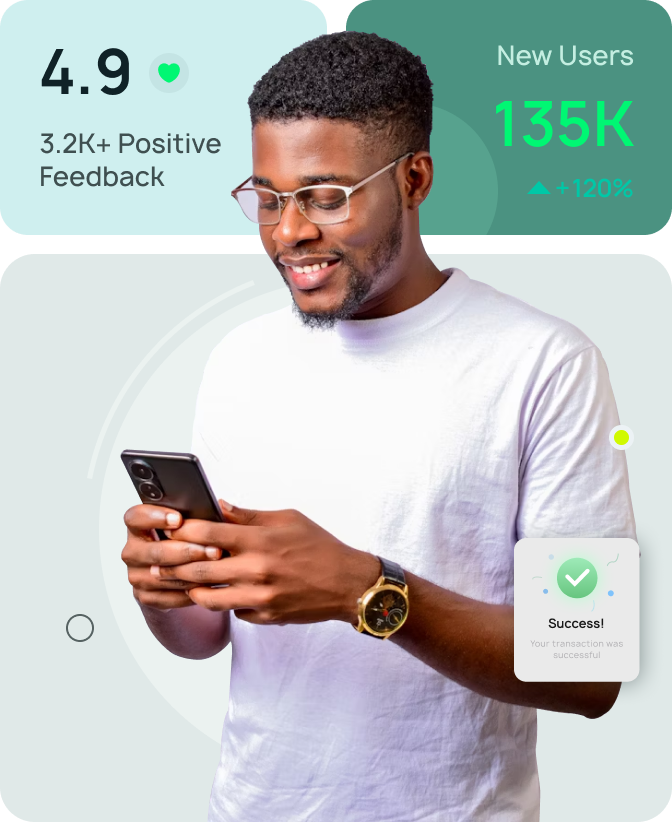 4.9
3.2K+ Positive
Feedback
New Users
135K
+120%
Success!
Your transaction was
successful